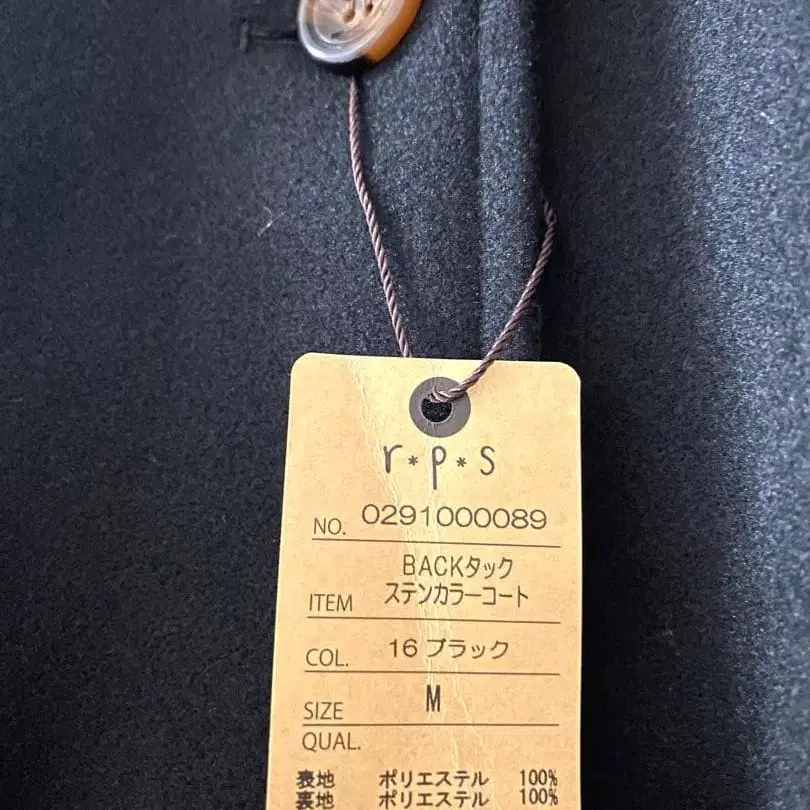 r*p*s
NO. 0291000089
BACKタック
ITEM ステンカラーコート
COL. 16 ブラック
SIZE M
QUAL.
表地 ポリエステル 100%
裏地 ポリエステル 100%